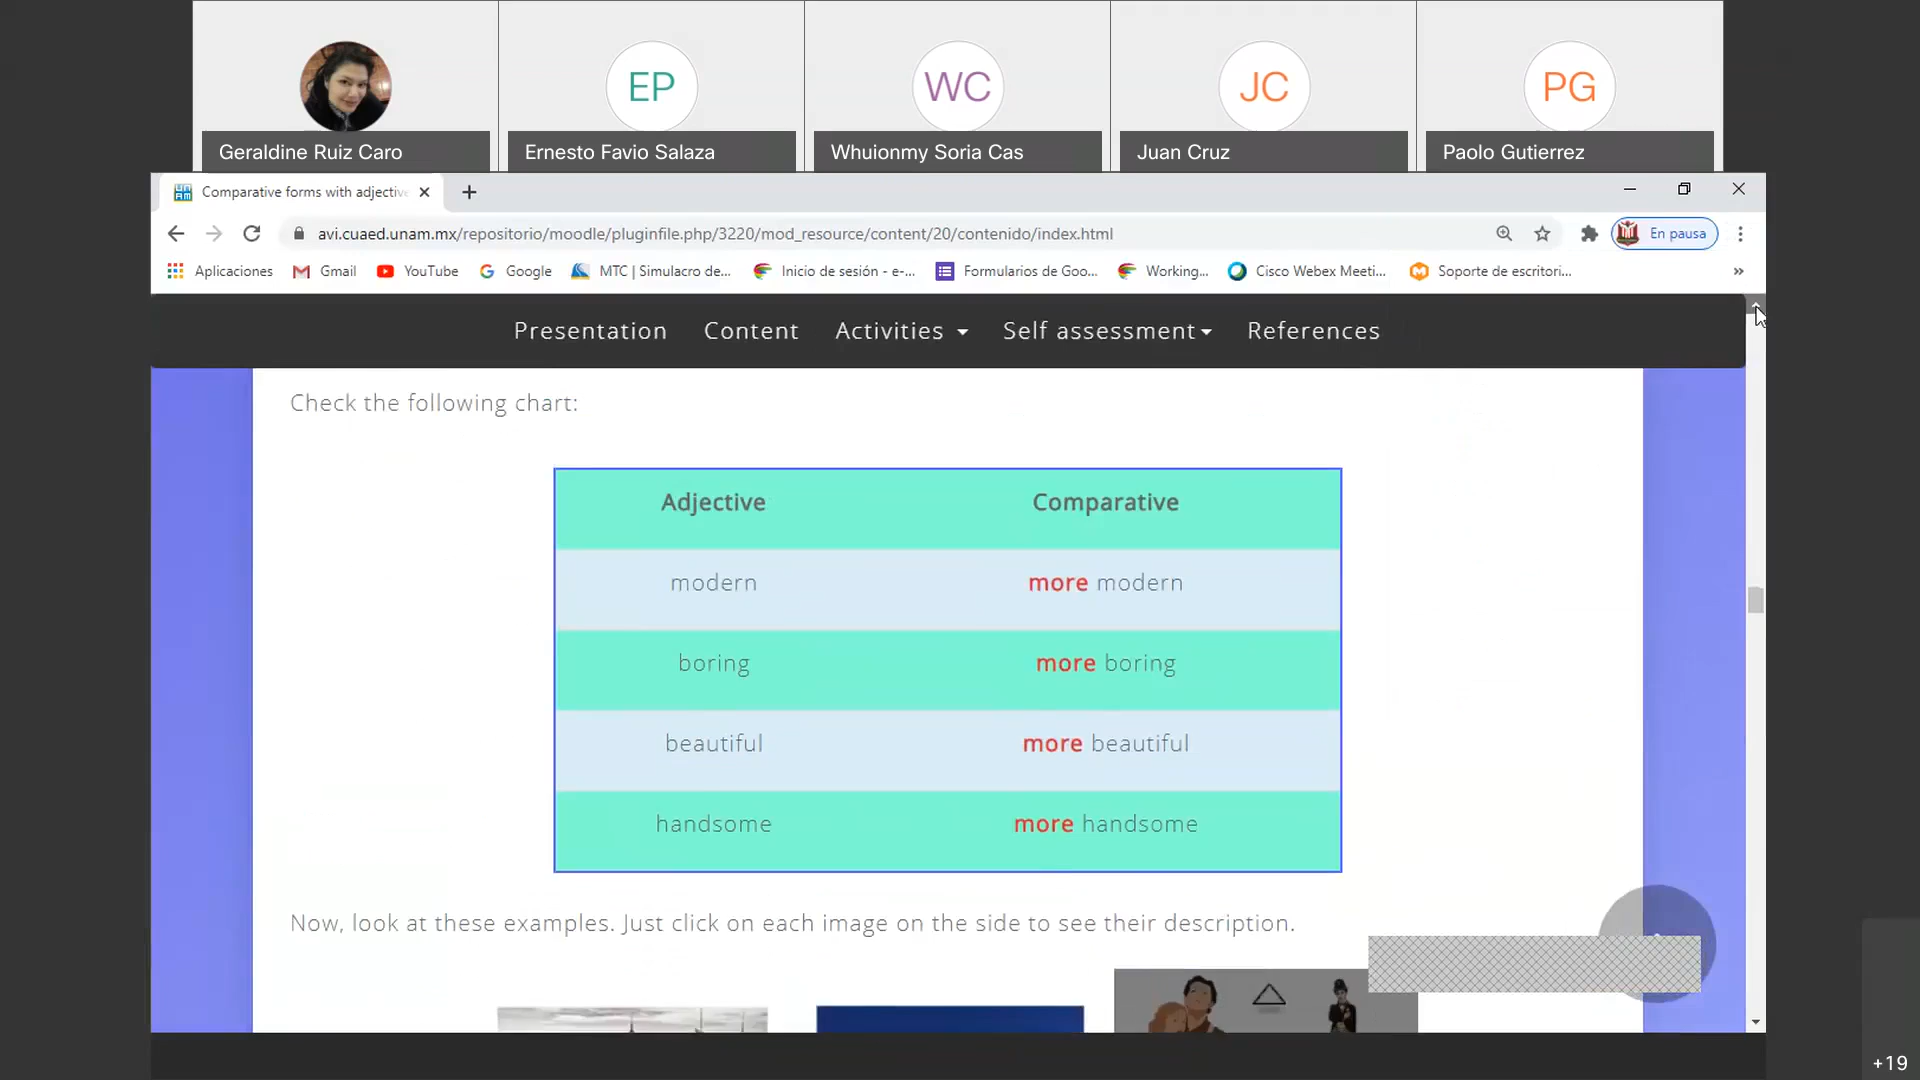 EP
WC
JC
PG
Geraldine Ruiz Caro
Ernesto Favio Salaza
Whuionmy Soria Cas
Juan Cruz
Paolo Gutierrez
Comparative forms with adjective
avi.cuaed.unam.mx/repositorio/moodle/pluginfile.php/3220/mod_resource/content/20/contenido/index.html
En pausa
Aplicaciones
Gmail
YouTube
Google
MTC | Simulacro de...
Inicio de sesión - e-...
Formularios de Goo...
Working...
Cisco Webex Meeti...
Soporte de escritori...
»
Presentation
Content
Activities
Self assessment
References
Check the following chart:
Adjective
Comparative
modern
more modern
boring
more boring
beautiful
more beautiful
handsome
more handsome
Now, look at these examples. Just click on each image on the side to see their description.
+19